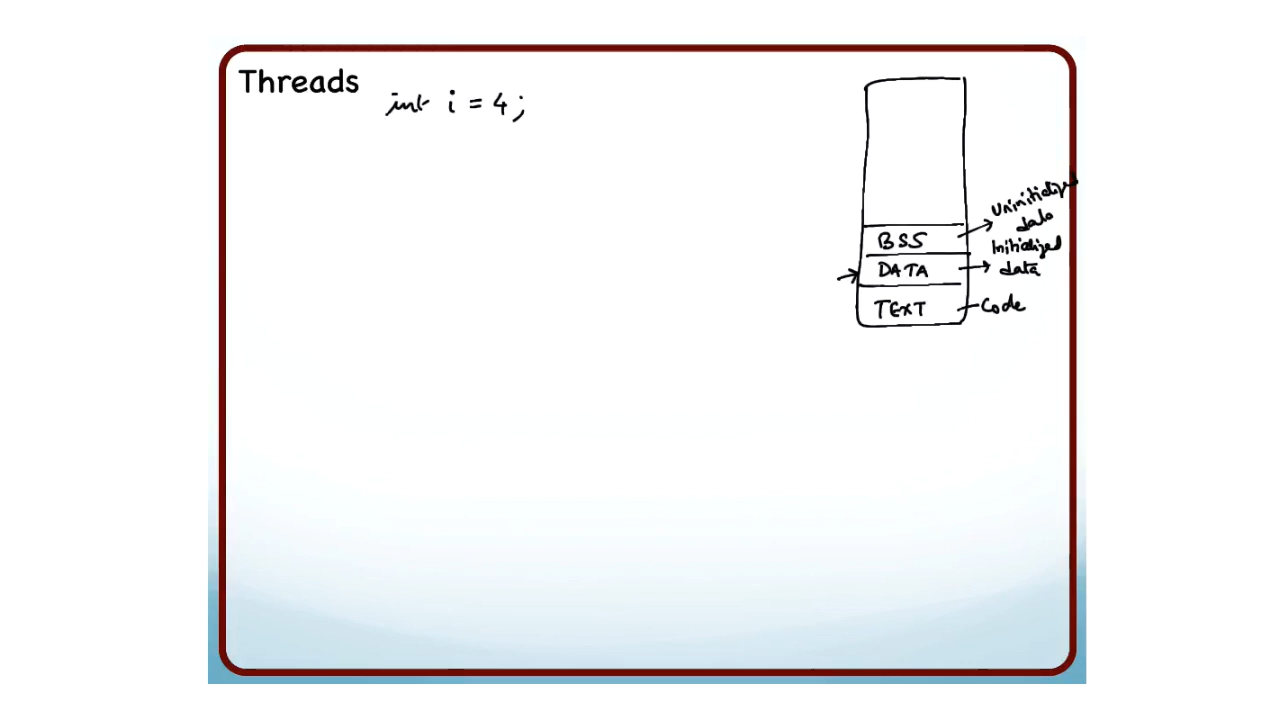 Threads
int i = 4;
Uninitialized
data
BSS
Initialized
data
DATA
TEXT
Code